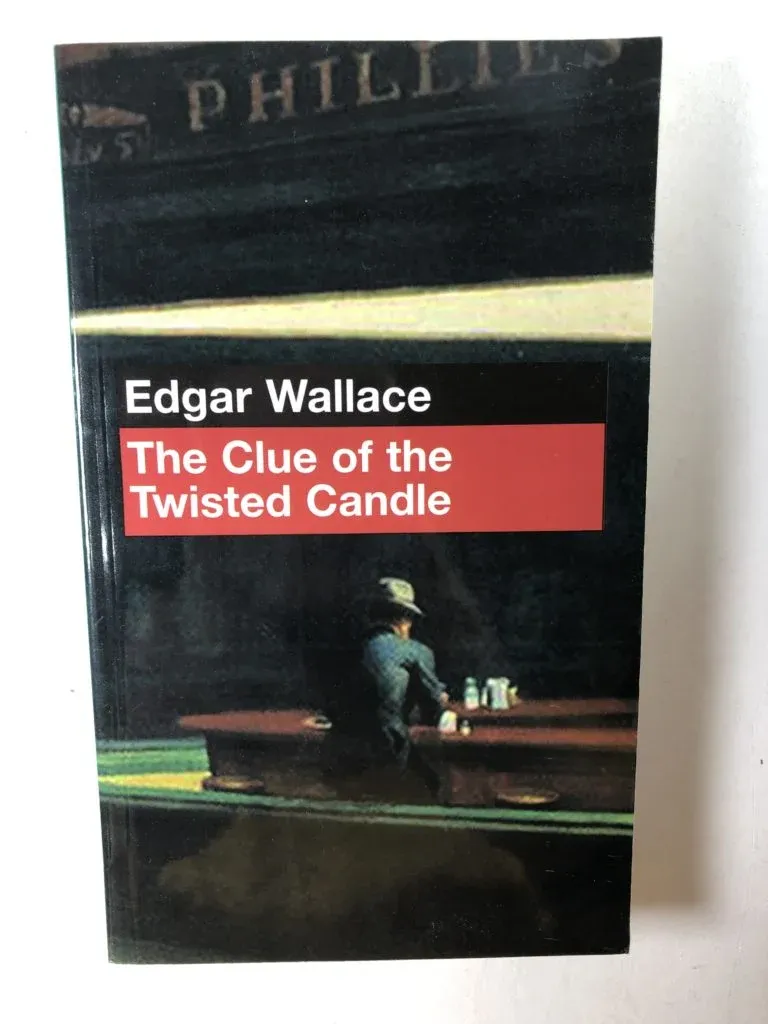 PHILLIES
Edgar Wallace
The Clue of the
Twisted Candle